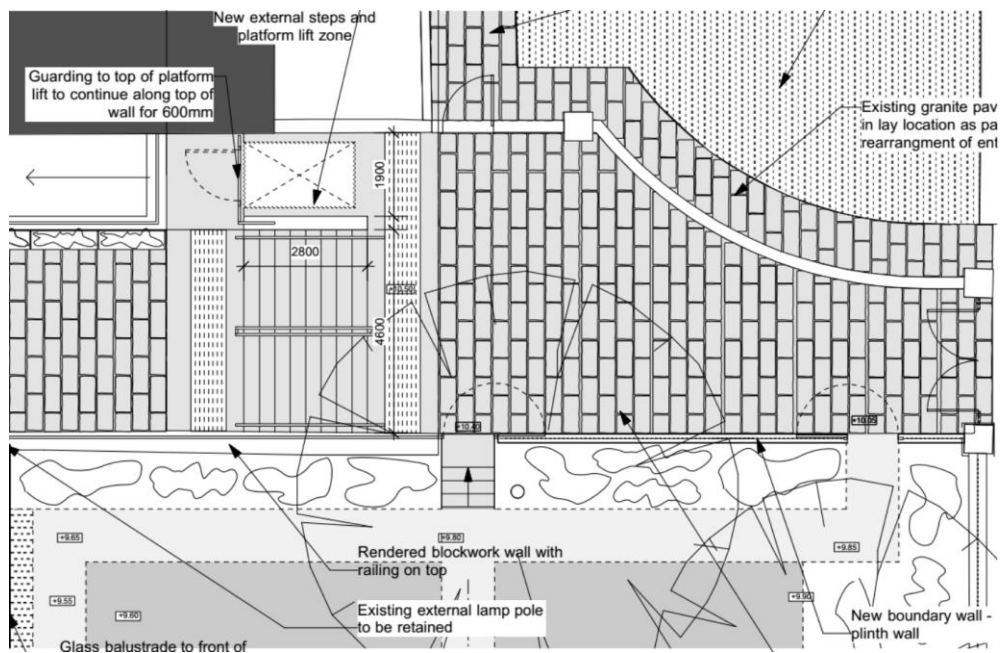 New external steps and
platform lift zone
Guarding to top of platform
lift to continue along top of
wall for 600mm
Existing granite pav
in lay location as pa
rearrangment of ent
1900
2800
+10.50
4600
+10.40
+10.05
+9.65
+9.80
+9.85
Rendered blockwork wall with
railing on top
+9.55
+9.60
+9.90
Existing external lamp pole
to be retained
New boundary wall -
plinth wall
Glass balustrade to front of